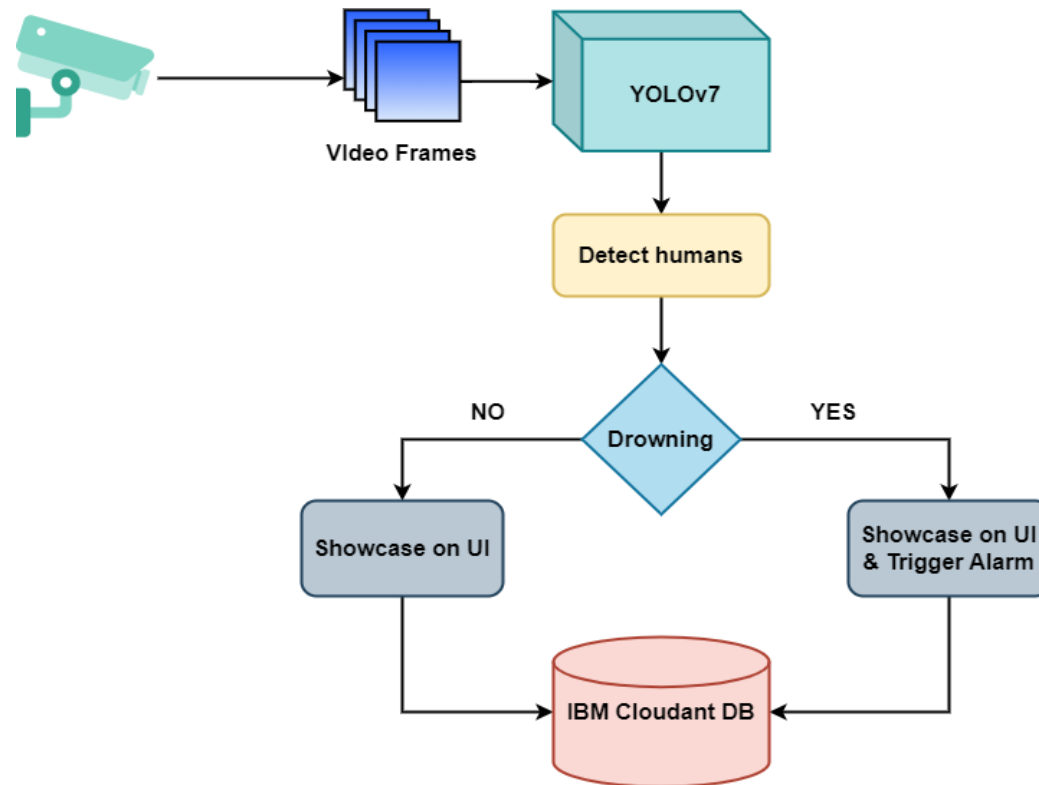 YOLOv7
VIdeo Frames
Detect humans
NO
YES
Drowning
Showcase on UI
Showcase on UI
& Trigger Alarm
IBM Cloudant DB